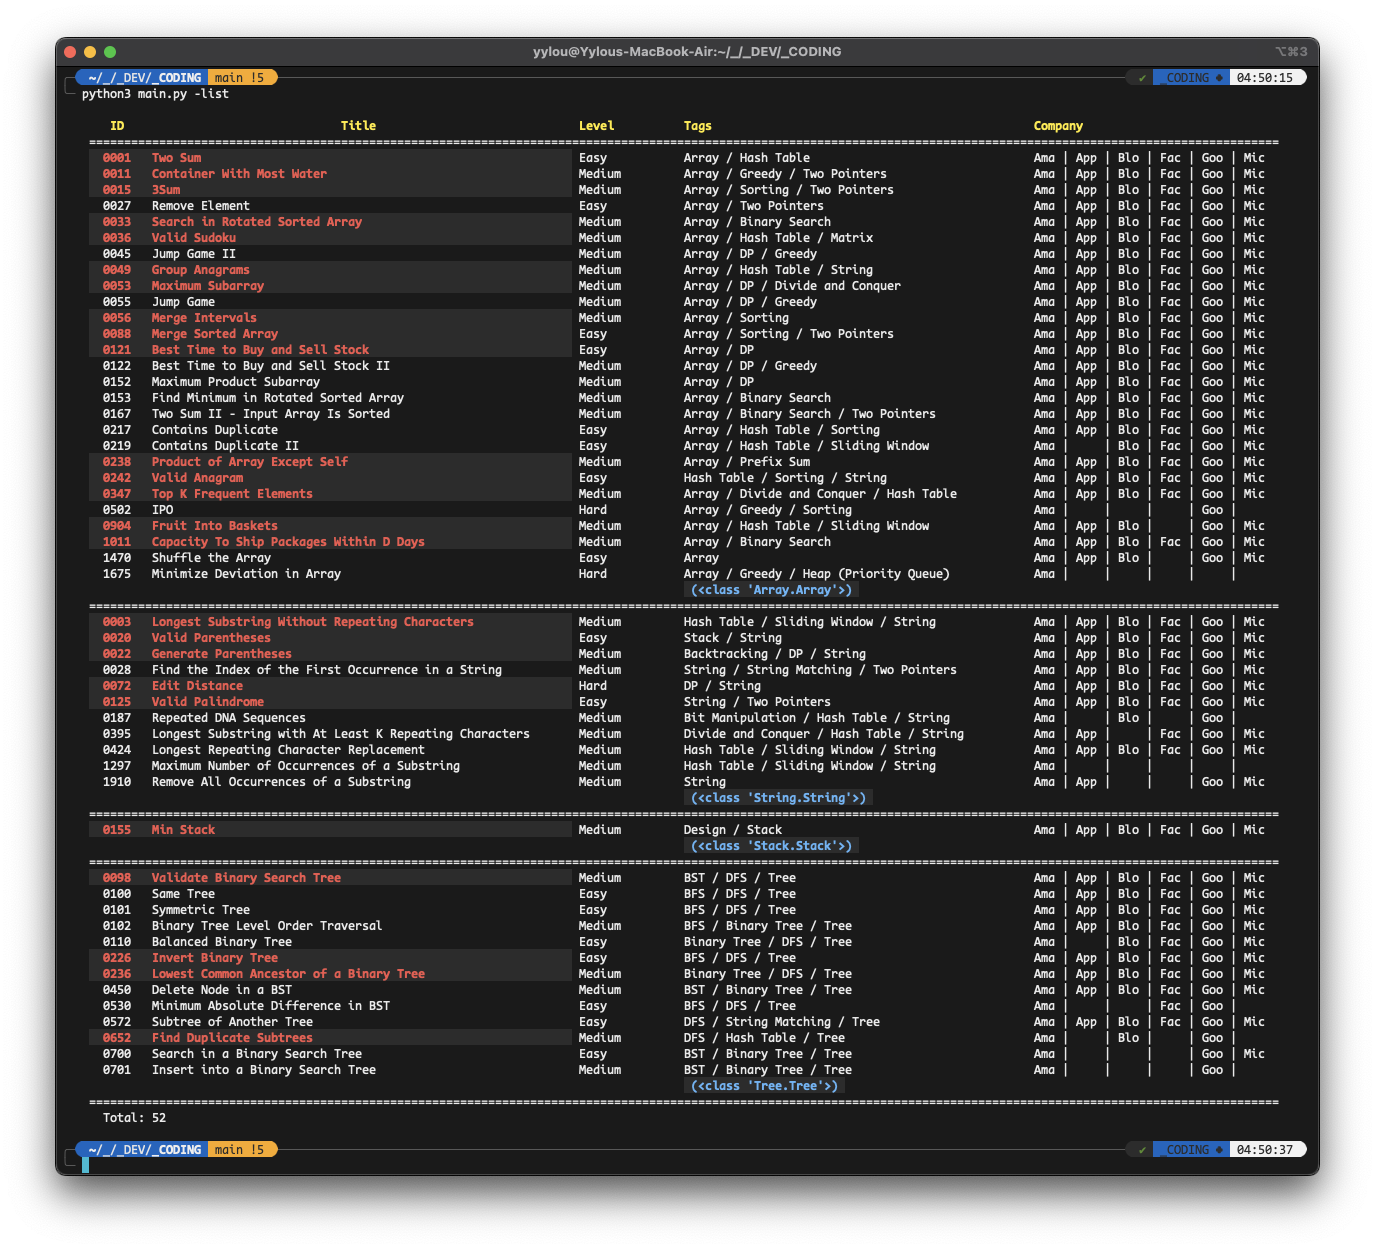 yylou@Yylous-MacBook-Air:~/_/_DEV/_CODING ⌥⌘3
~/_/_DEV/_CODING main !5 ✔ _CODING ◆ 04:50:15
python3 main.py -list
ID Title Level Tags Company
==========================================================================================================================================================================
0001 Two Sum Easy Array / Hash Table Ama | App | Blo | Fac | Goo | Mic
0011 Container With Most Water Medium Array / Greedy / Two Pointers Ama | App | Blo | Fac | Goo | Mic
0015 3Sum Medium Array / Sorting / Two Pointers Ama | App | Blo | Fac | Goo | Mic
0027 Remove Element Easy Array / Two Pointers Ama | App | Blo | Fac | Goo | Mic
0033 Search in Rotated Sorted Array Medium Array / Binary Search Ama | App | Blo | Fac | Goo | Mic
0036 Valid Sudoku Medium Array / Hash Table / Matrix Ama | App | Blo | Fac | Goo | Mic
0045 Jump Game II Medium Array / DP / Greedy Ama | App | Blo | Fac | Goo | Mic
0049 Group Anagrams Medium Array / Hash Table / String Ama | App | Blo | Fac | Goo | Mic
0053 Maximum Subarray Medium Array / DP / Divide and Conquer Ama | App | Blo | Fac | Goo | Mic
0055 Jump Game Medium Array / DP / Greedy Ama | App | Blo | Fac | Goo | Mic
0056 Merge Intervals Medium Array / Sorting Ama | App | Blo | Fac | Goo | Mic
0088 Merge Sorted Array Easy Array / Sorting / Two Pointers Ama | App | Blo | Fac | Goo | Mic
0121 Best Time to Buy and Sell Stock Easy Array / DP Ama | App | Blo | Fac | Goo | Mic
0122 Best Time to Buy and Sell Stock II Medium Array / DP / Greedy Ama | App | Blo | Fac | Goo | Mic
0152 Maximum Product Subarray Medium Array / DP Ama | App | Blo | Fac | Goo | Mic
0153 Find Minimum in Rotated Sorted Array Medium Array / Binary Search Ama | App | Blo | Fac | Goo | Mic
0167 Two Sum II - Input Array Is Sorted Medium Array / Binary Search / Two Pointers Ama | App | Blo | Fac | Goo | Mic
0217 Contains Duplicate Easy Array / Hash Table / Sorting Ama | App | Blo | Fac | Goo | Mic
0219 Contains Duplicate II Easy Array / Hash Table / Sliding Window Ama | | Blo | Fac | Goo | Mic
0238 Product of Array Except Self Medium Array / Prefix Sum Ama | App | Blo | Fac | Goo | Mic
0242 Valid Anagram Easy Hash Table / Sorting / String Ama | App | Blo | Fac | Goo | Mic
0347 Top K Frequent Elements Medium Array / Divide and Conquer / Hash Table Ama | App | Blo | Fac | Goo | Mic
0502 IPO Hard Array / Greedy / Sorting Ama | | | | Goo |
0904 Fruit Into Baskets Medium Array / Hash Table / Sliding Window Ama | App | Blo | | Goo | Mic
1011 Capacity To Ship Packages Within D Days Medium Array / Binary Search Ama | App | Blo | Fac | Goo | Mic
1470 Shuffle the Array Easy Array Ama | App | Blo | | Goo | Mic
1675 Minimize Deviation in Array Hard Array / Greedy / Heap (Priority Queue) Ama | | | | |
(<class 'Array.Array'>)
==========================================================================================================================================================================
0003 Longest Substring Without Repeating Characters Medium Hash Table / Sliding Window / String Ama | App | Blo | Fac | Goo | Mic
0020 Valid Parentheses Easy Stack / String Ama | App | Blo | Fac | Goo | Mic
0022 Generate Parentheses Medium Backtracking / DP / String Ama | App | Blo | Fac | Goo | Mic
0028 Find the Index of the First Occurrence in a String Medium String / String Matching / Two Pointers Ama | App | Blo | Fac | Goo | Mic
0072 Edit Distance Hard DP / String Ama | App | Blo | Fac | Goo | Mic
0125 Valid Palindrome Easy String / Two Pointers Ama | App | Blo | Fac | Goo | Mic
0187 Repeated DNA Sequences Medium Bit Manipulation / Hash Table / String Ama | | Blo | | Goo |
0395 Longest Substring with At Least K Repeating Characters Medium Divide and Conquer / Hash Table / String Ama | App | | Fac | Goo | Mic
0424 Longest Repeating Character Replacement Medium Hash Table / Sliding Window / String Ama | App | Blo | Fac | Goo | Mic
1297 Maximum Number of Occurrences of a Substring Medium Hash Table / Sliding Window / String Ama | | | | |
1910 Remove All Occurrences of a Substring Medium String Ama | App | | | Goo | Mic
(<class 'String.String'>)
==========================================================================================================================================================================
0155 Min Stack Medium Design / Stack Ama | App | Blo | Fac | Goo | Mic
(<class 'Stack.Stack'>)
==========================================================================================================================================================================
0098 Validate Binary Search Tree Medium BST / DFS / Tree Ama | App | Blo | Fac | Goo | Mic
0100 Same Tree Easy BFS / DFS / Tree Ama | App | Blo | Fac | Goo | Mic
0101 Symmetric Tree Easy BFS / DFS / Tree Ama | App | Blo | Fac | Goo | Mic
0102 Binary Tree Level Order Traversal Medium BFS / Binary Tree / Tree Ama | App | Blo | Fac | Goo | Mic
0110 Balanced Binary Tree Easy Binary Tree / DFS / Tree Ama | | Blo | Fac | Goo | Mic
0226 Invert Binary Tree Easy BFS / DFS / Tree Ama | App | Blo | Fac | Goo | Mic
0236 Lowest Common Ancestor of a Binary Tree Medium Binary Tree / DFS / Tree Ama | App | Blo | Fac | Goo | Mic
0450 Delete Node in a BST Medium BST / Binary Tree / Tree Ama | App | Blo | Fac | Goo | Mic
0530 Minimum Absolute Difference in BST Easy BFS / DFS / Tree Ama | | | Fac | Goo |
0572 Subtree of Another Tree Easy DFS / String Matching / Tree Ama | App | Blo | Fac | Goo | Mic
0652 Find Duplicate Subtrees Medium DFS / Hash Table / Tree Ama | | Blo | | Goo |
0700 Search in a Binary Search Tree Easy BST / Binary Tree / Tree Ama | | | | Goo | Mic
0701 Insert into a Binary Search Tree Medium BST / Binary Tree / Tree Ama | | | | Goo |
(<class 'Tree.Tree'>)
==========================================================================================================================================================================
Total: 52
~/_/_DEV/_CODING main !5 ✔ _CODING ◆ 04:50:37